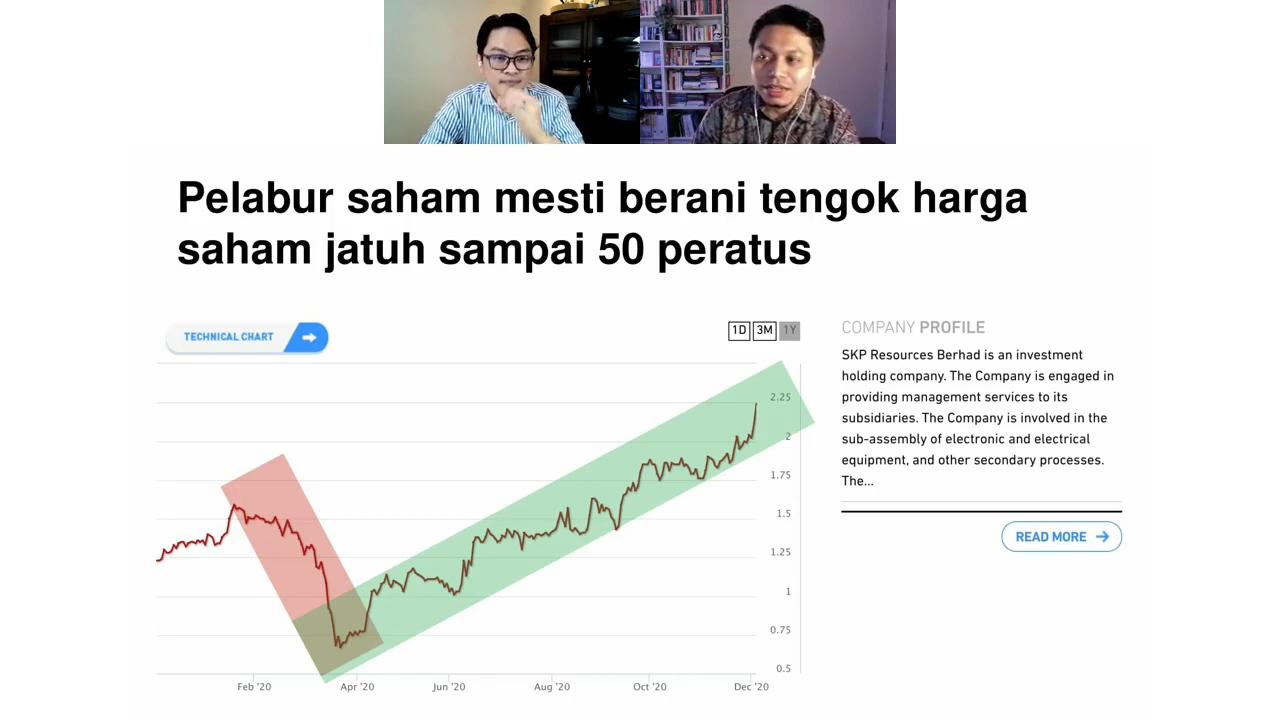 Pelabur saham mesti berani tengok harga
saham jatuh sampai 50 peratus
TECHNICAL CHART
1D 3M 1Y
COMPANY PROFILE
SKP Resources Berhad is an investment
holding company. The Company is engaged in
providing management services to its
subsidiaries. The Company is involved in the
sub-assembly of electronic and electrical
equipment, and other secondary processes.
The...
READ MORE
2.25
2
1.75
1.5
1.25
1
0.75
0.5
Feb '20 Apr '20 Jun '20 Aug '20 Oct '20 Dec '20